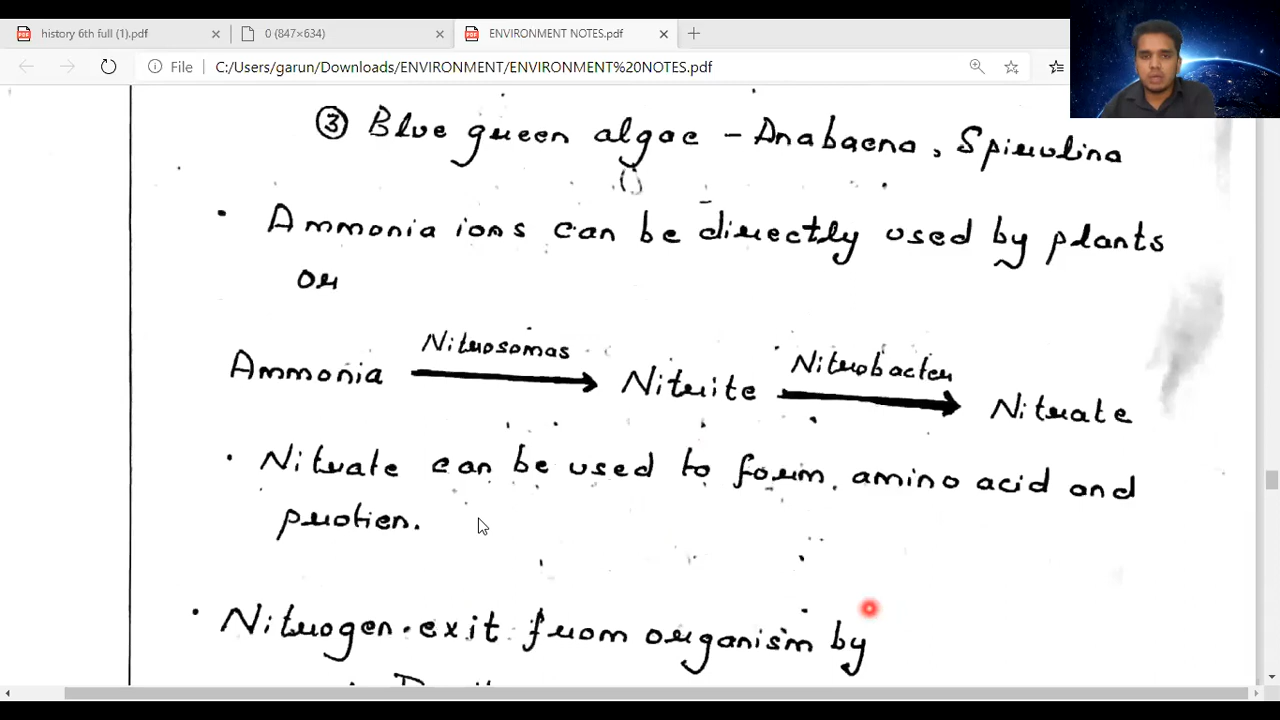 history 6th full (1).pdf
0 (847×634)
ENVIRONMENT NOTES.pdf
File
C:/Users/garun/Downloads/ENVIRONMENT/ENVIRONMENT%20NOTES.pdf
③ Blue green algae - Anabaena, Spirulina
• Ammonia ions can be directly used by plants
or
Ammonia Nitrosomas Nitrite Nitrobacter Nitrate
• Nitrate can be used to form amino acid and
protien.
• Nitrogen exit from organism by